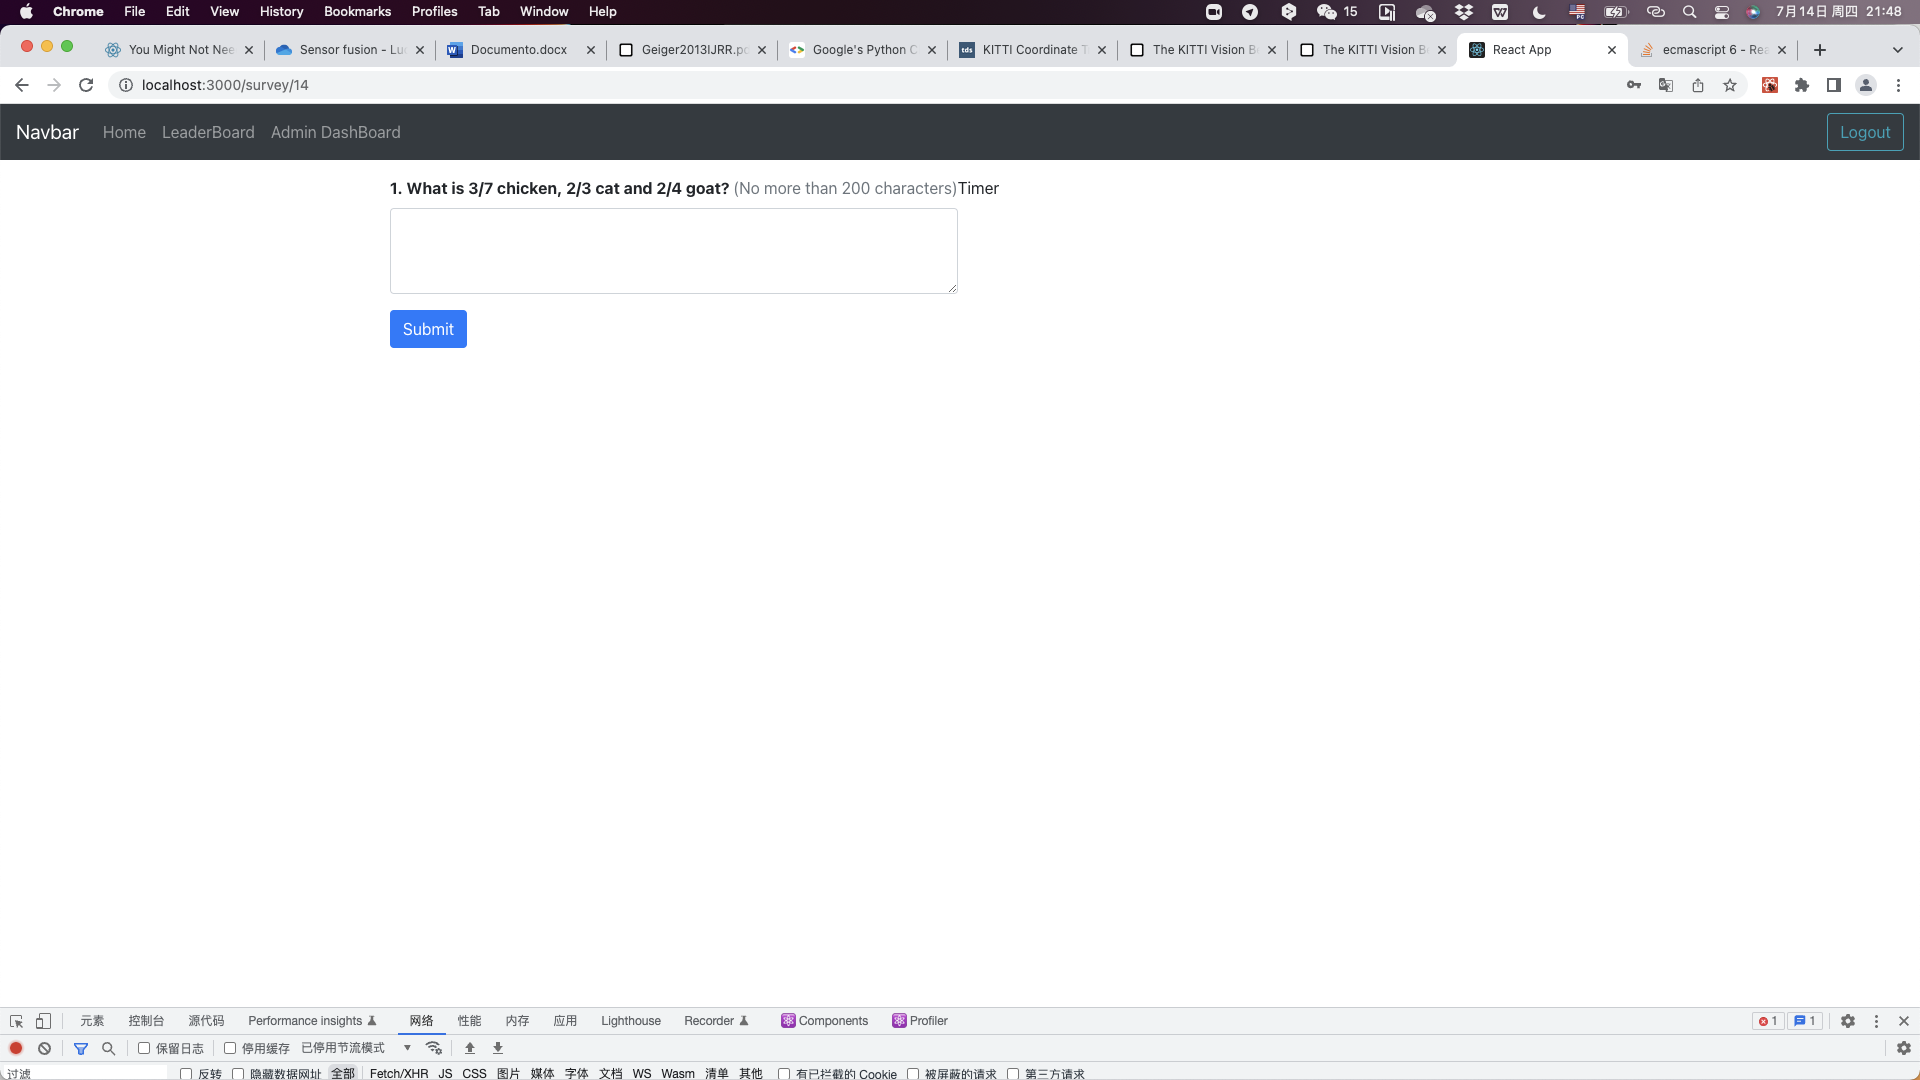 Chrome File Edit View History Bookmarks Profiles Tab Window Help 15 7月14日 周四 21:48
You Might Not Nee Sensor fusion - Lu Documento.docx Geiger2013IJRR.pd Google's Python C KITTI Coordinate T The KITTI Vision B The KITTI Vision B React App ecmascript 6 - Rea
localhost:3000/survey/14
Navbar Home LeaderBoard Admin DashBoard Logout
1. What is 3/7 chicken, 2/3 cat and 2/4 goat? (No more than 200 characters)Timer
Submit
元素 控制台 源代码 Performance insights 网络 性能 内存 应用 Lighthouse Recorder Components Profiler 1 1
保留日志 停用缓存 已停用节流模式
过滤 反转 隐藏数据网址 全部 Fetch/XHR JS CSS 图片 媒体 字体 文档 WS Wasm 清单 其他 有已拦截的 Cookie 被屏蔽的请求 第三方请求